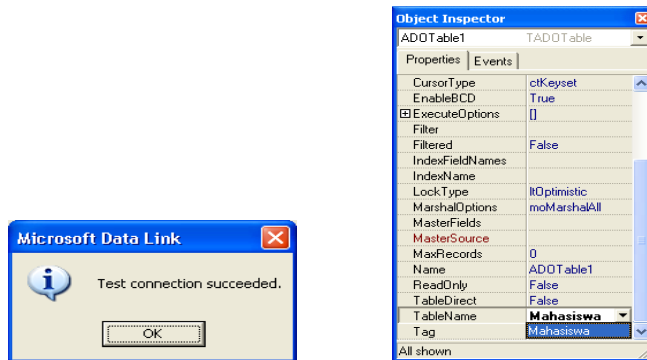 Microsoft Data Link
Test connection succeeded.
OK
Object Inspector
ADOTable1 TADOTable
Properties Events
CursorType ctKeyset
EnableBCD True
ExecuteOptions []
Filter
Filtered False
IndexFieldNames
IndexName
LockType ltOptimistic
MarshalOptions moMarshalAll
MasterFields
MasterSource
MaxRecords 0
Name ADOTable1
ReadOnly False
TableDirect False
TableName Mahasiswa
Tag Mahasiswa
All shown